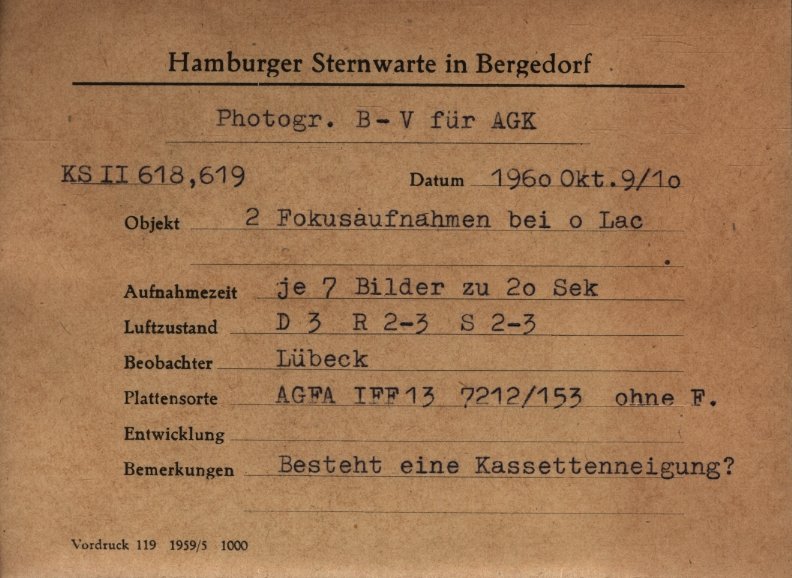 Hamburger Sternwarte in Bergedorf
Photogr. B-V für AGK
KS II 618,619 Datum 1960 Okt.9/10
Objekt 2 Fokusaufnahmen bei o Lac
Aufnahmezeit je 7 Bilder zu 20 Sek
Luftzustand D 3 R 2-3 S 2-3
Beobachter Lübeck
Plattensorte AGFA IFF13 7212/153 ohne F.
Entwicklung
Bemerkungen Besteht eine Kassettenneigung?
Vordruck 119 1959/5 1000